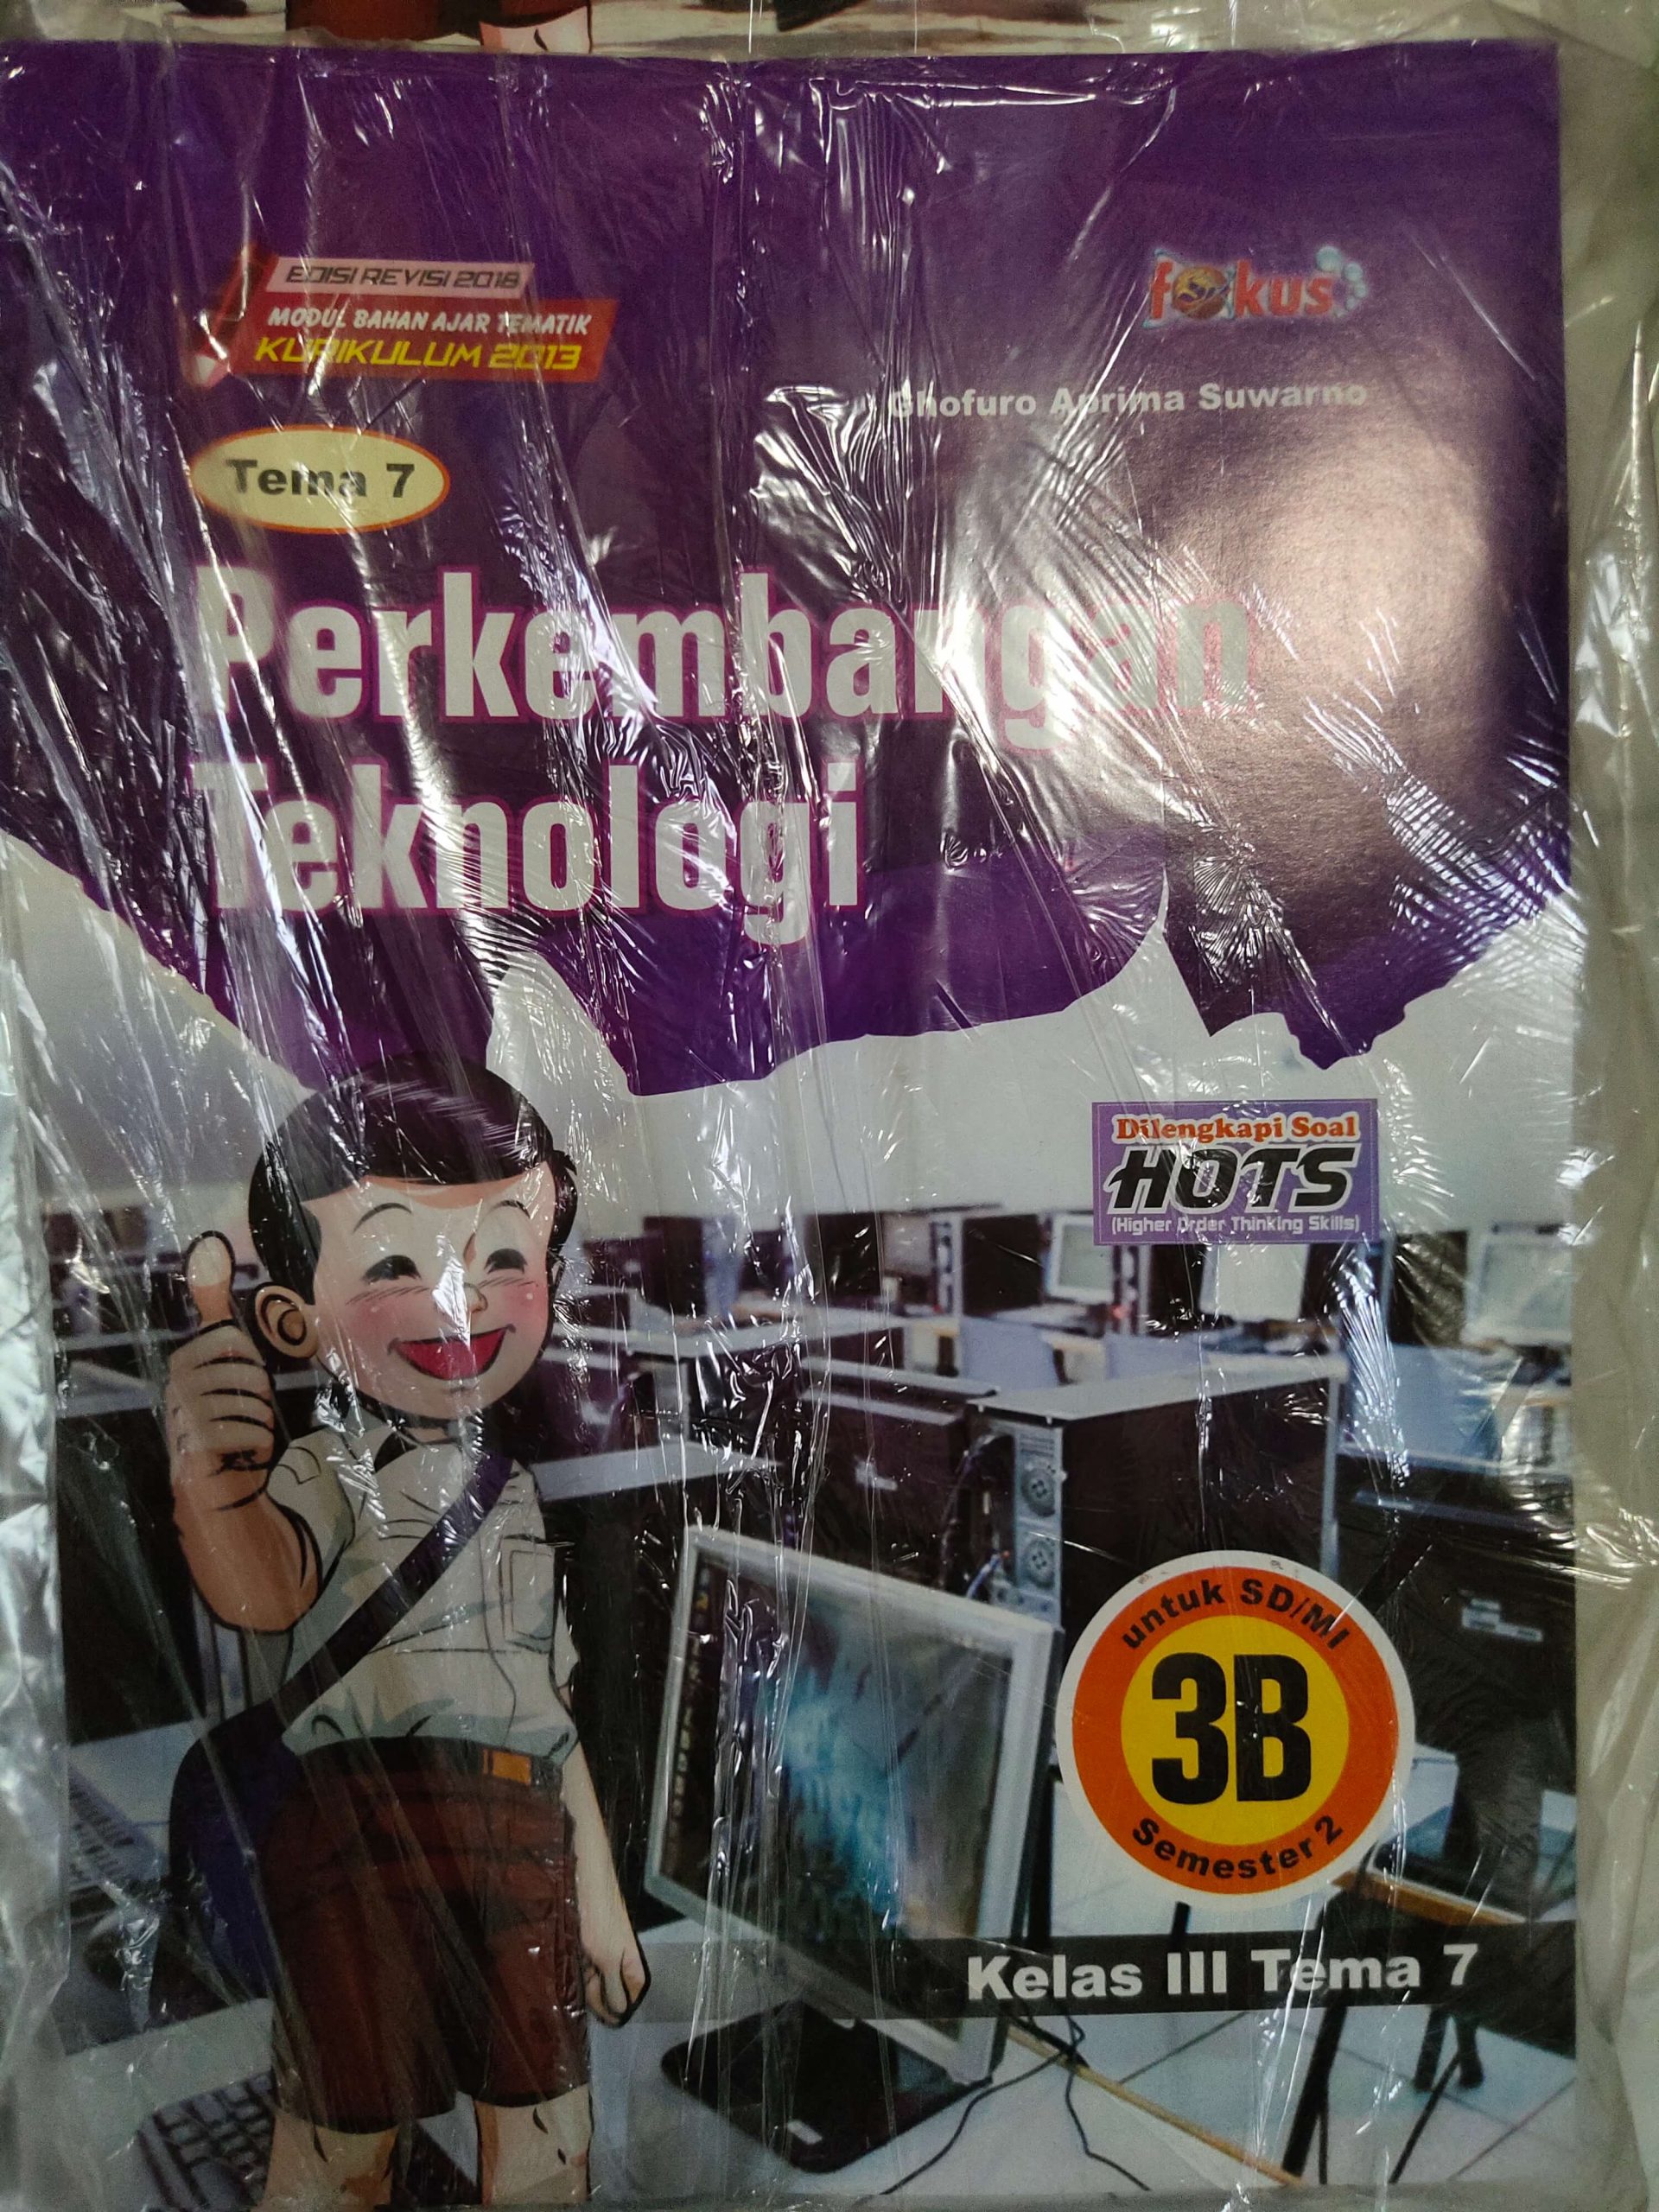 EDISI REVISI 2018
MODUL BAHAN AJAR TEMATIK
KURIKULUM 2013
fokus
Ghofuro Aprima Suwarno
Tema 7
Perkembangan
Teknologi
Dilengkapi Soal
HOTS
(Higher Order Thinking Skills)
untuk SD/MI
3B
Semester 2
Kelas III Tema 7